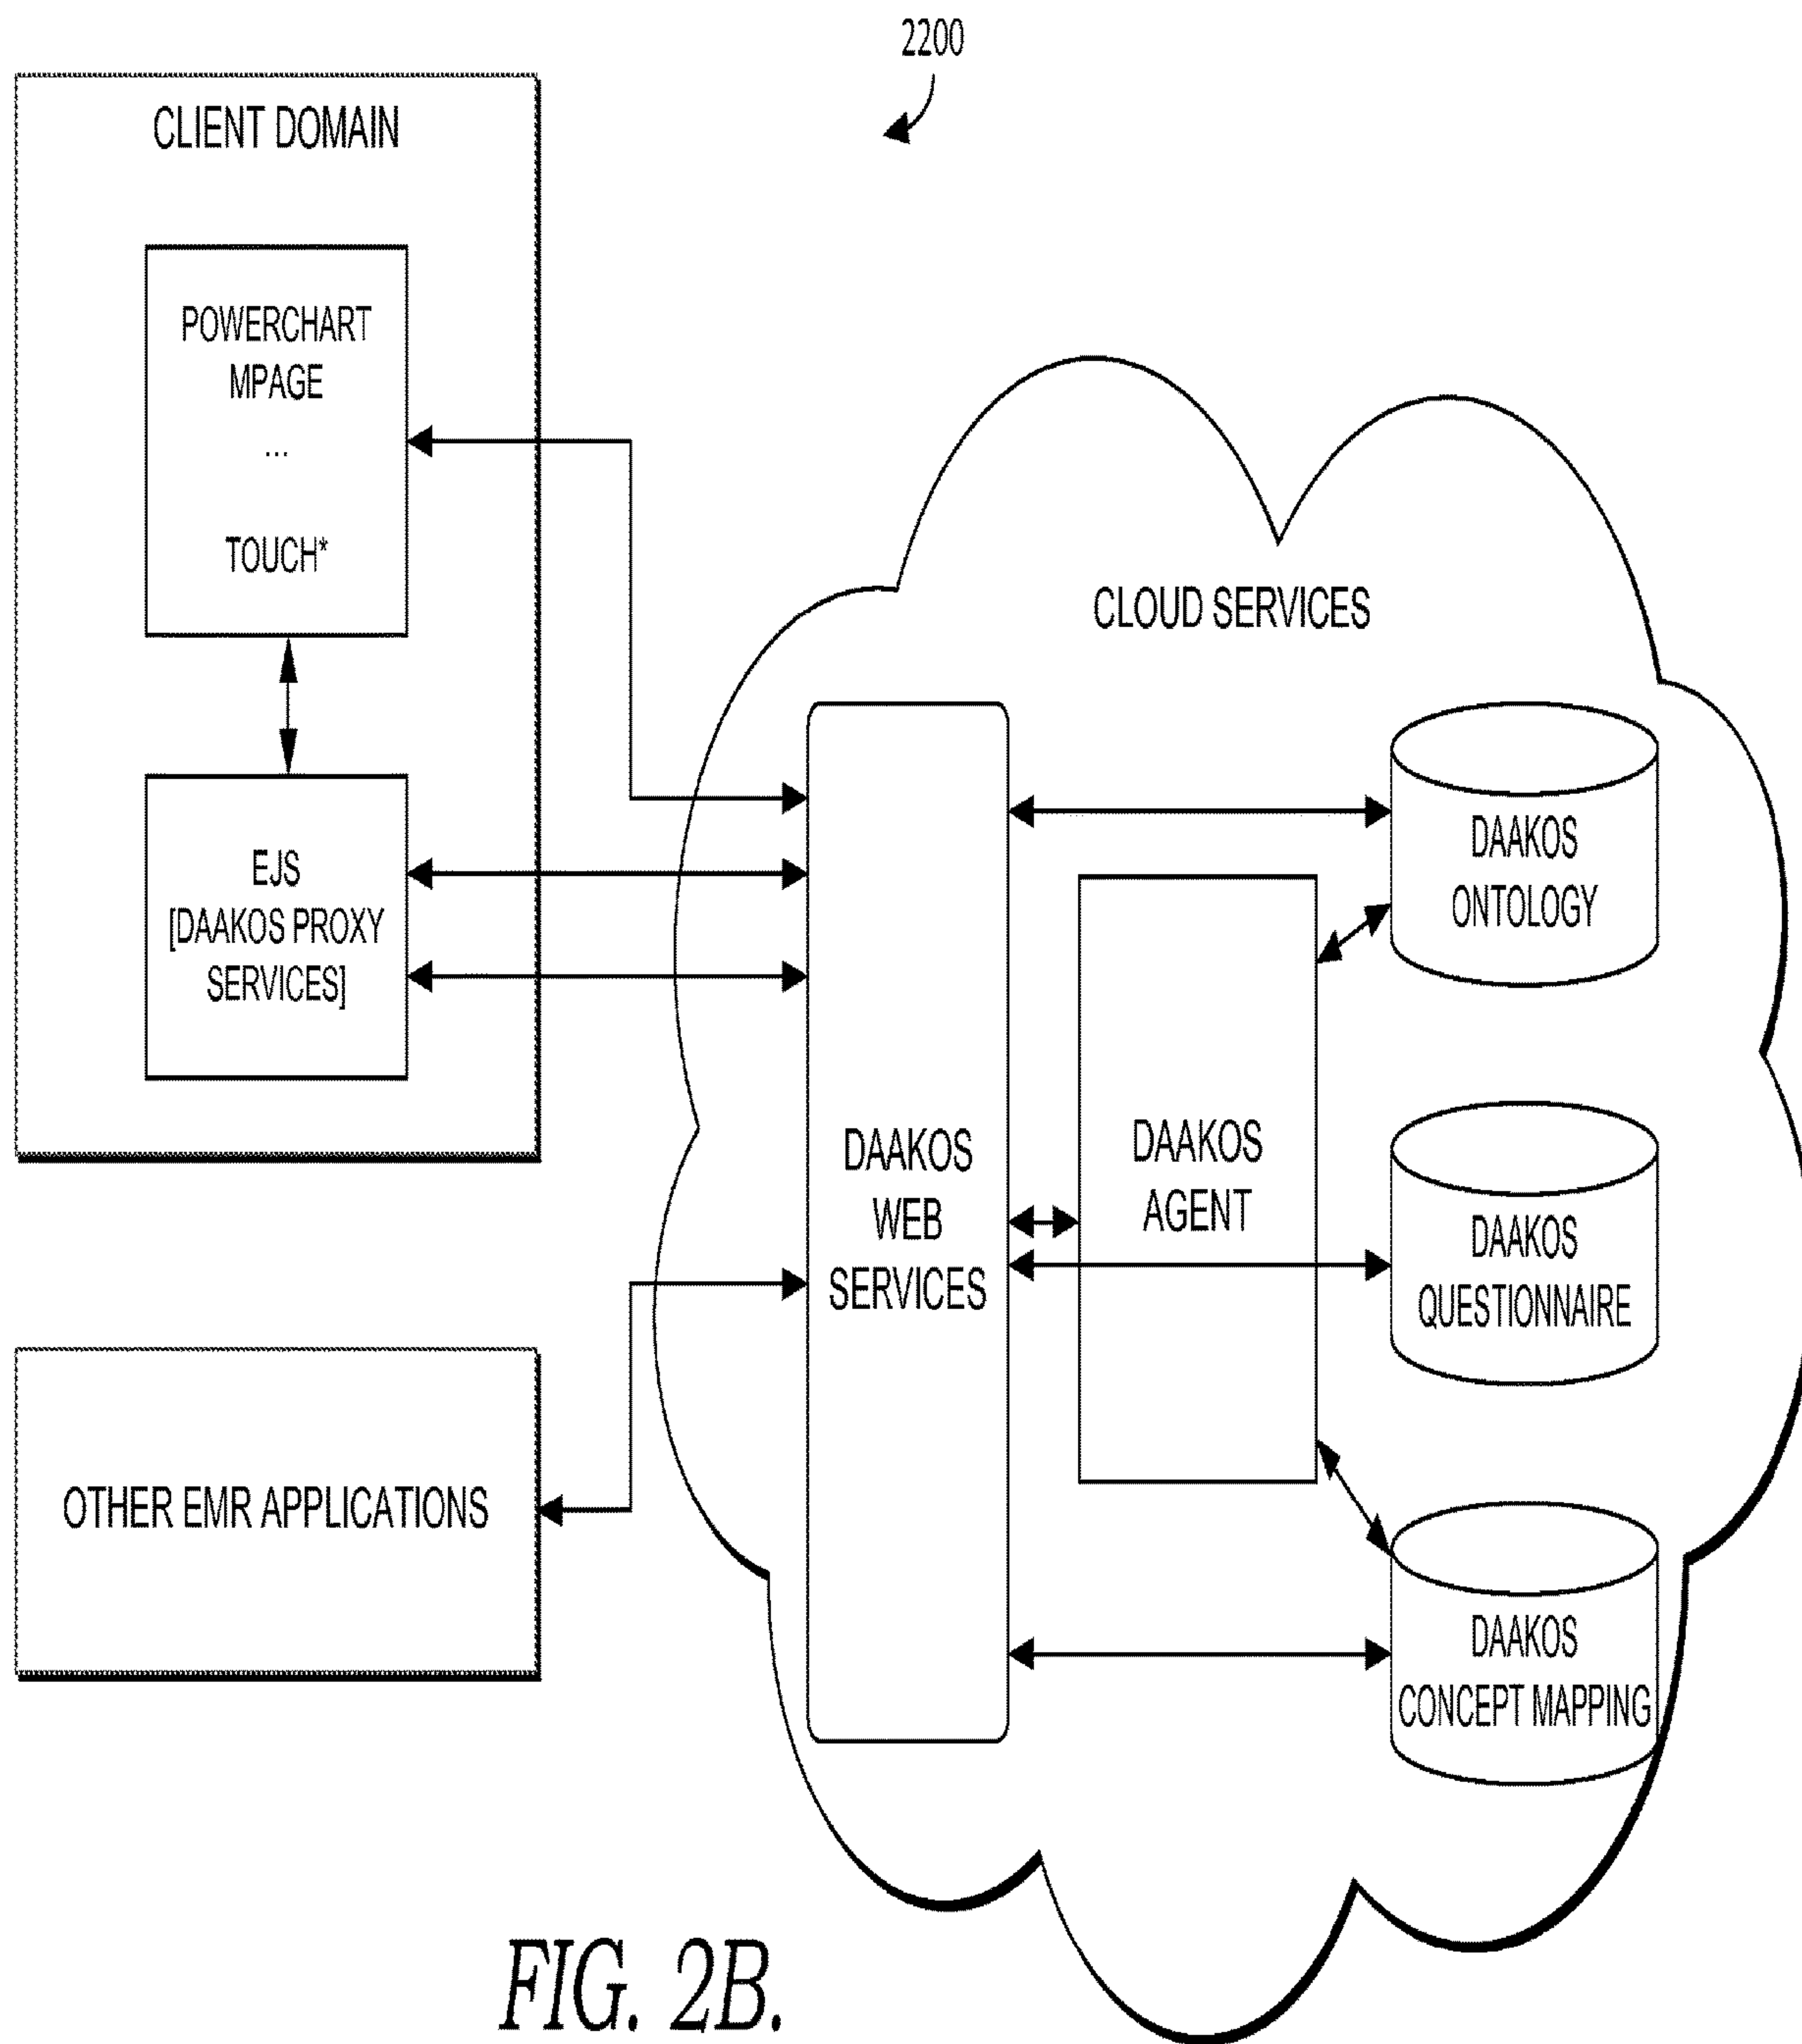 2200
CLIENT DOMAIN
POWERCHART
MPAGE
...
TOUCH*
EJS
[DAAKOS PROXY
SERVICES]
OTHER EMR APPLICATIONS
CLOUD SERVICES
DAAKOS
WEB
SERVICES
DAAKOS
AGENT
DAAKOS
ONTOLOGY
DAAKOS
QUESTIONNAIRE
DAAKOS
CONCEPT MAPPING
FIG. 2B.